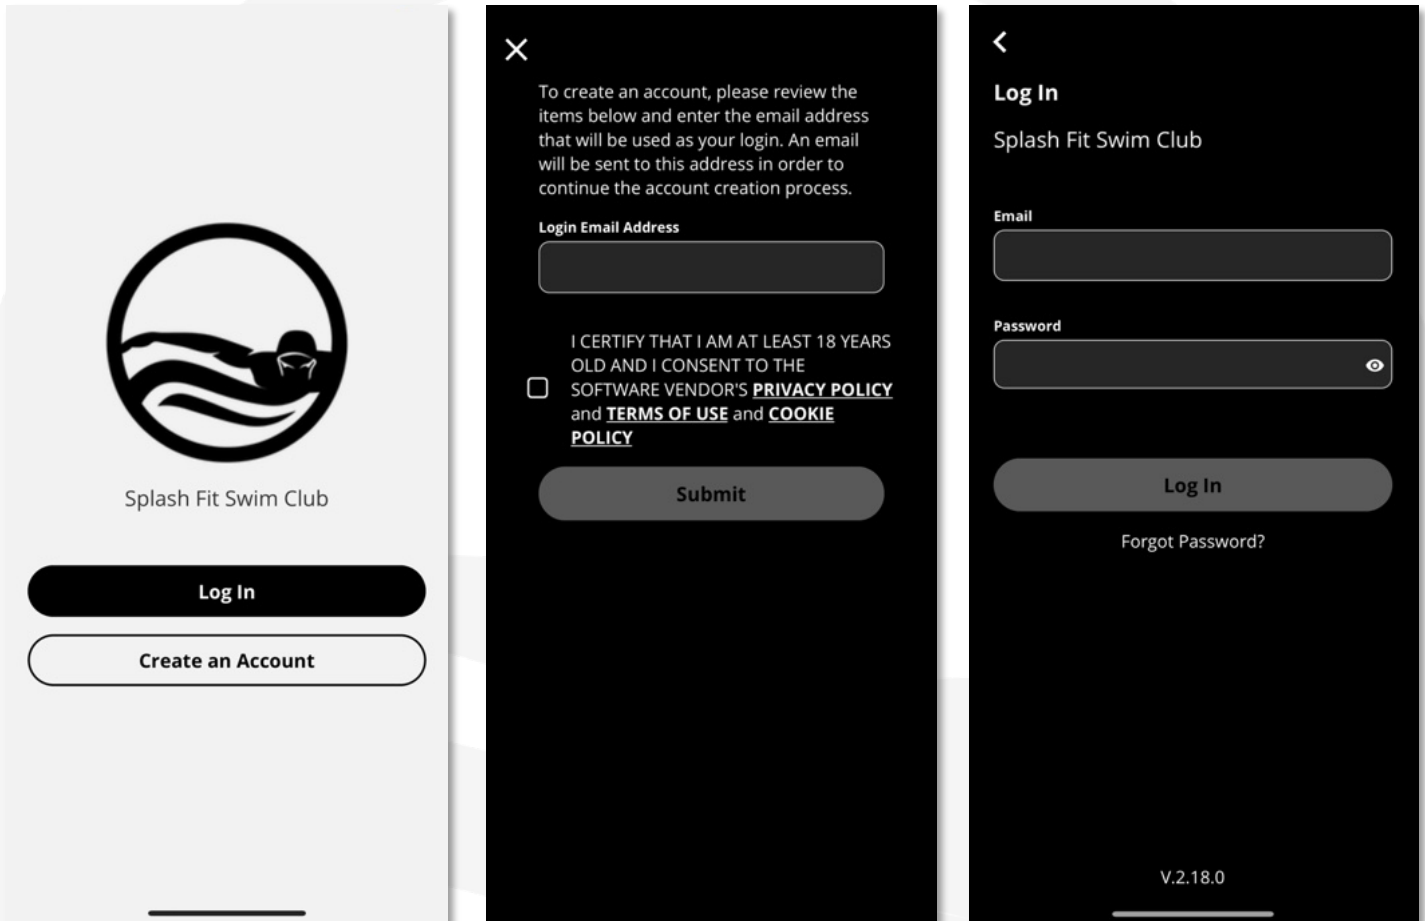 Splash Fit Swim Club
Log In
Create an Account
To create an account, please review the
items below and enter the email address
that will be used as your login. An email
will be sent to this address in order to
continue the account creation process.
Login Email Address
I CERTIFY THAT I AM AT LEAST 18 YEARS
OLD AND I CONSENT TO THE
SOFTWARE VENDOR'S PRIVACY POLICY
and TERMS OF USE and COOKIE
POLICY
Submit
Log In
Splash Fit Swim Club
Email
Password
Log In
Forgot Password?
V.2.18.0